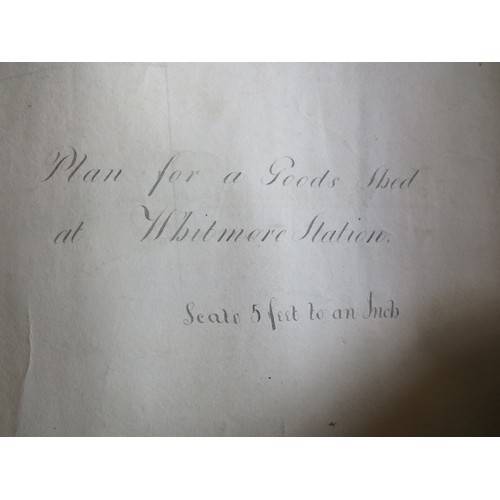 Plan for a Goods Shed
at Whitmore Station.
Scale 5 feet to an Inch